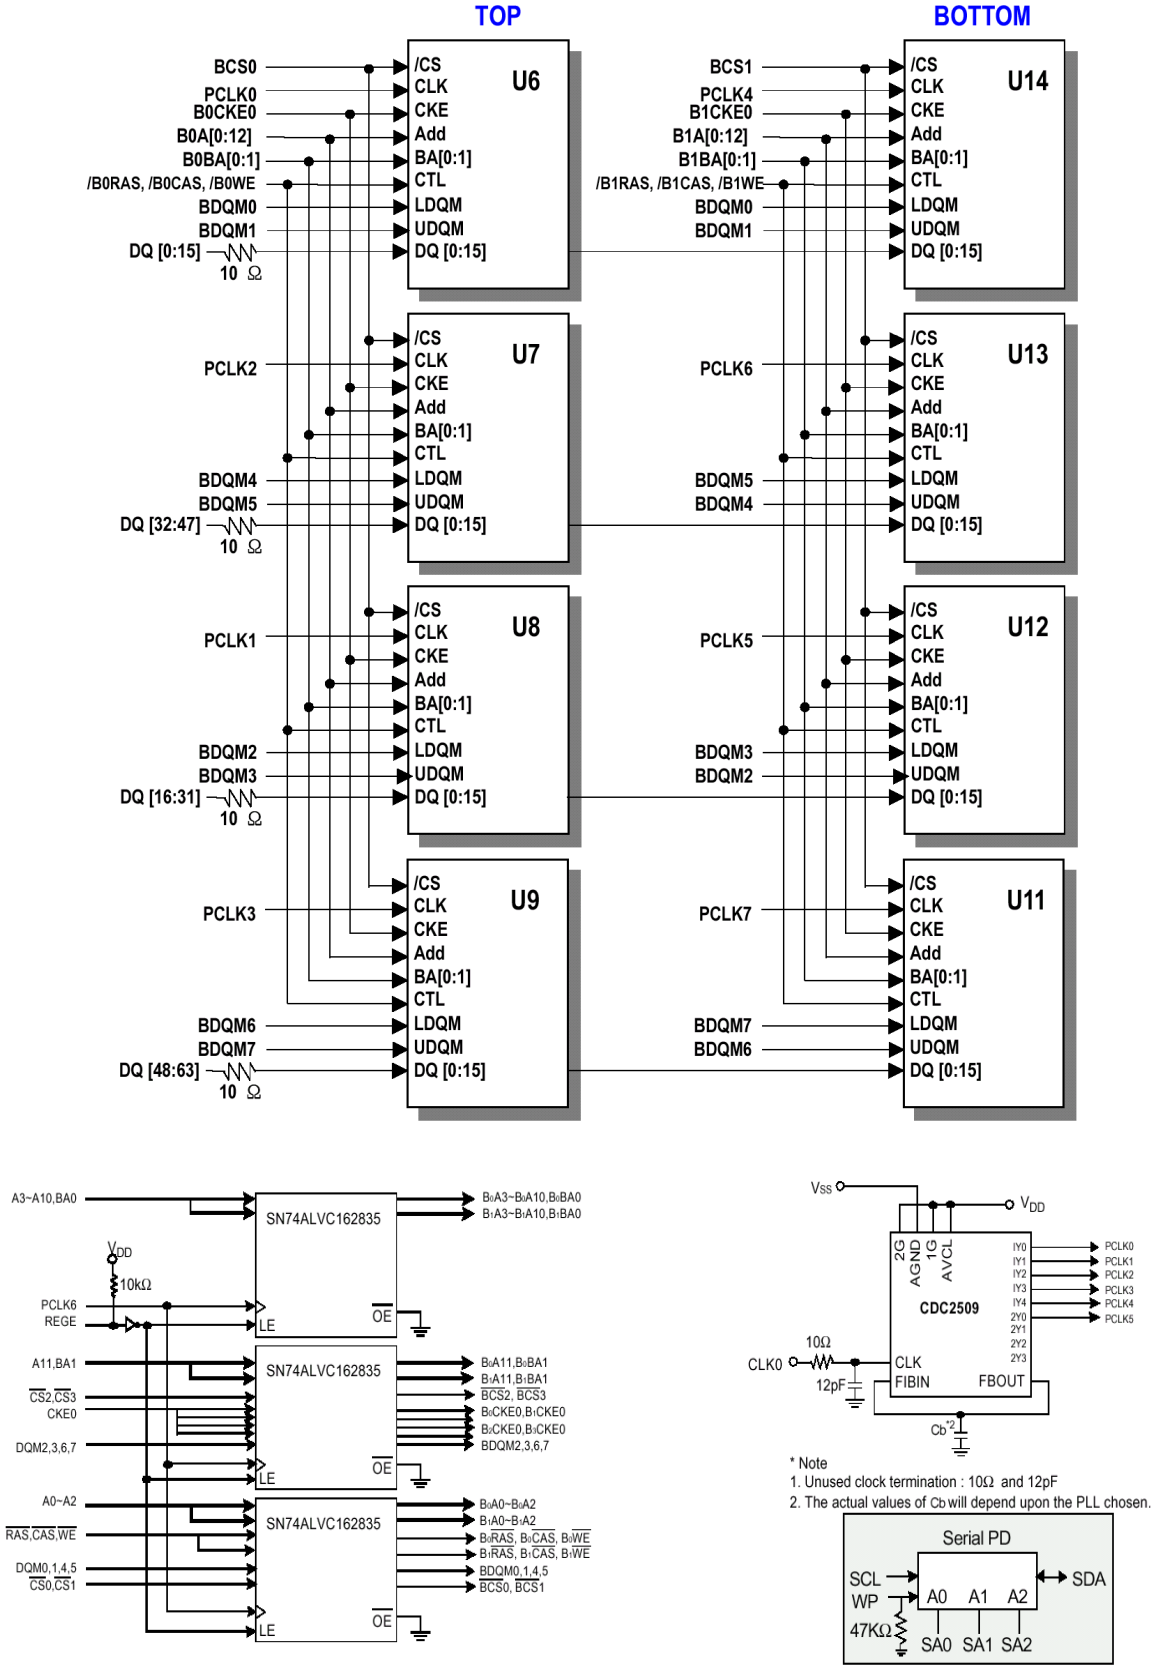 TOP
BOTTOM
BCS0
PCLK0
B0CKE0
B0A[0:12]
B0BA[0:1]
/B0RAS, /B0CAS, /B0WE
BDQM0
BDQM1
DQ [0:15]
10 Ω
/CS
CLK
CKE
Add
BA[0:1]
CTL
LDQM
UDQM
DQ [0:15]
U6
BCS1
PCLK4
B1CKE0
B1A[0:12]
B1BA[0:1]
/B1RAS, /B1CAS, /B1WE
BDQM0
BDQM1
/CS
CLK
CKE
Add
BA[0:1]
CTL
LDQM
UDQM
DQ [0:15]
U14
PCLK2
BDQM4
BDQM5
DQ [32:47]
10 Ω
/CS
CLK
CKE
Add
BA[0:1]
CTL
LDQM
UDQM
DQ [0:15]
U7
PCLK6
BDQM5
BDQM4
/CS
CLK
CKE
Add
BA[0:1]
CTL
LDQM
UDQM
DQ [0:15]
U13
PCLK1
BDQM2
BDQM3
DQ [16:31]
10 Ω
/CS
CLK
CKE
Add
BA[0:1]
CTL
LDQM
UDQM
DQ [0:15]
U8
PCLK5
BDQM3
BDQM2
/CS
CLK
CKE
Add
BA[0:1]
CTL
LDQM
UDQM
DQ [0:15]
U12
PCLK3
BDQM6
BDQM7
DQ [48:63]
10 Ω
/CS
CLK
CKE
Add
BA[0:1]
CTL
LDQM
UDQM
DQ [0:15]
U9
PCLK7
BDQM7
BDQM6
/CS
CLK
CKE
Add
BA[0:1]
CTL
LDQM
UDQM
DQ [0:15]
U11
A3~A10,BA0
VDD
10kΩ
PCLK6
REGE
SN74ALVC162835
LE
OE
B0A3~B0A10,B0BA0
B1A3~B1A10,B1BA0
A11,BA1
CS2,CS3
CKE0
DQM2,3,6,7
SN74ALVC162835
LE
OE
B0A11,B0BA1
B1A11,B1BA1
BCS2, BCS3
B0CKE0,B1CKE0
B2CKE0,B3CKE0
BDQM2,3,6,7
A0~A2
RAS,CAS,WE
DQM0,1,4,5
CS0,CS1
SN74ALVC162835
LE
OE
B0A0~B0A2
B1A0~B1A2
B0RAS, B0CAS, B0WE
B1RAS, B1CAS, B1WE
BDQM0,1,4,5
BCS0, BCS1
VSS
VDD
2G
AGND
1G
AVCL
CDC2509
IY0
IY1
IY2
IY3
IY4
2Y0
2Y1
2Y2
2Y3
PCLK0
PCLK1
PCLK2
PCLK3
PCLK4
PCLK5
CLK0
10Ω
12pF
CLK
FIBIN
FBOUT
Cb*2
* Note
1. Unused clock termination : 10Ω and 12pF
2. The actual values of Cb will depend upon the PLL chosen.
Serial PD
SCL
WP
47KΩ
A0 A1 A2
SDA
SA0 SA1 SA2